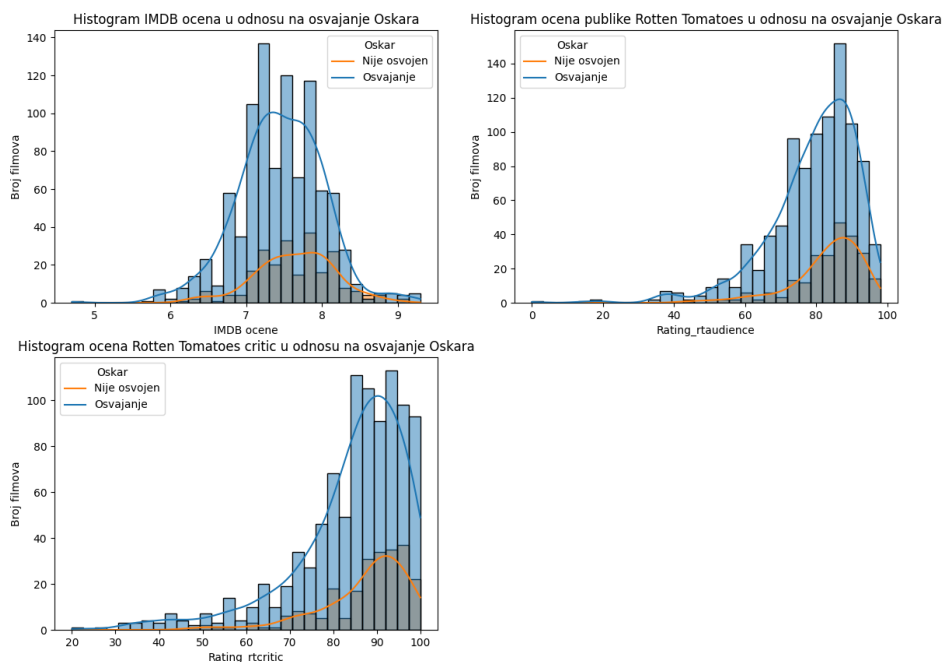 Histogram IMDB ocena u odnosu na osvajanje Oskara
140
120
100
80
60
40
20
0
Broj filmova
Oskar
Nije osvojen
Osvajanje
5 6 7 8 9
IMDB ocene
Histogram ocena publike Rotten Tomatoes u odnosu na osvajanje Oskara
140
120
100
80
60
40
20
0
Broj filmova
Oskar
Nije osvojen
Osvajanje
0 20 40 60 80 100
Rating_rtaudience
Histogram ocena Rotten Tomatoes critic u odnosu na osvajanje Oskara
100
80
60
40
20
0
Broj filmova
Oskar
Nije osvojen
Osvajanje
20 30 40 50 60 70 80 90 100
Rating_rtcritic